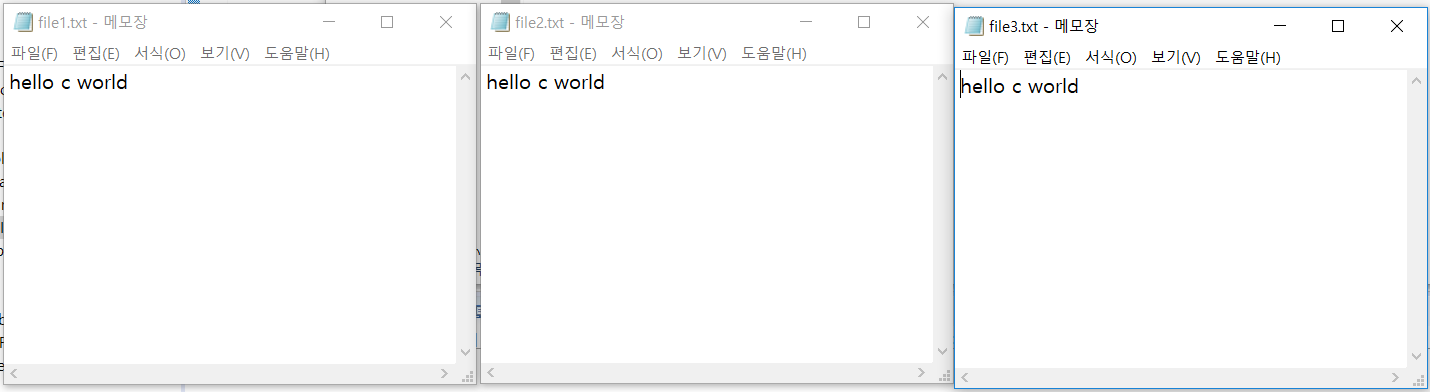 file1.txt - 메모장
파일(F) 편집(E) 서식(O) 보기(V) 도움말(H)
hello c world
file2.txt - 메모장
파일(F) 편집(E) 서식(O) 보기(V) 도움말(H)
hello c world
file3.txt - 메모장
파일(F) 편집(E) 서식(O) 보기(V) 도움말(H)
hello c world